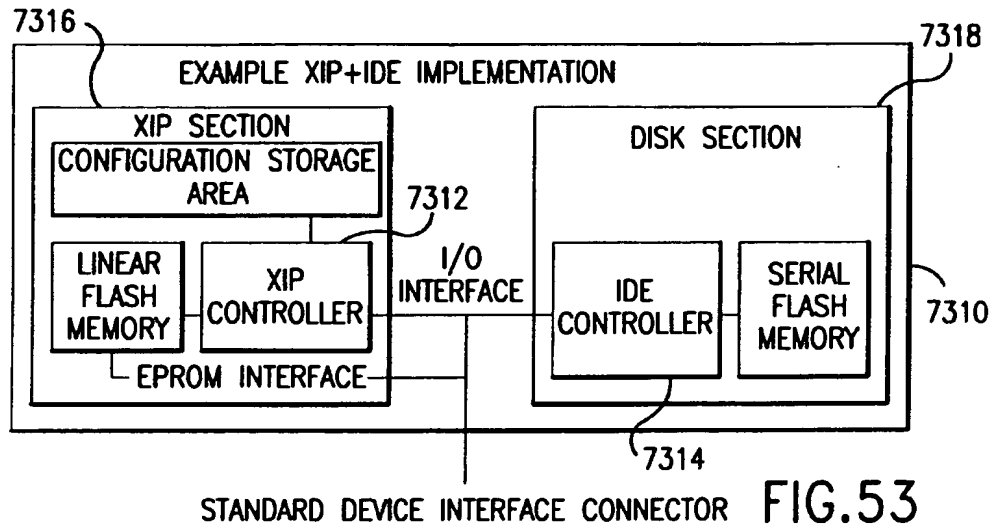 7316
7318
EXAMPLE XIP+IDE IMPLEMENTATION
XIP SECTION
CONFIGURATION STORAGE
AREA
7312
DISK SECTION
LINEAR
FLASH
MEMORY
XIP
CONTROLLER
I/O
INTERFACE
IDE
CONTROLLER
SERIAL
FLASH
MEMORY
7310
EPROM INTERFACE
7314
STANDARD DEVICE INTERFACE CONNECTOR
FIG.53